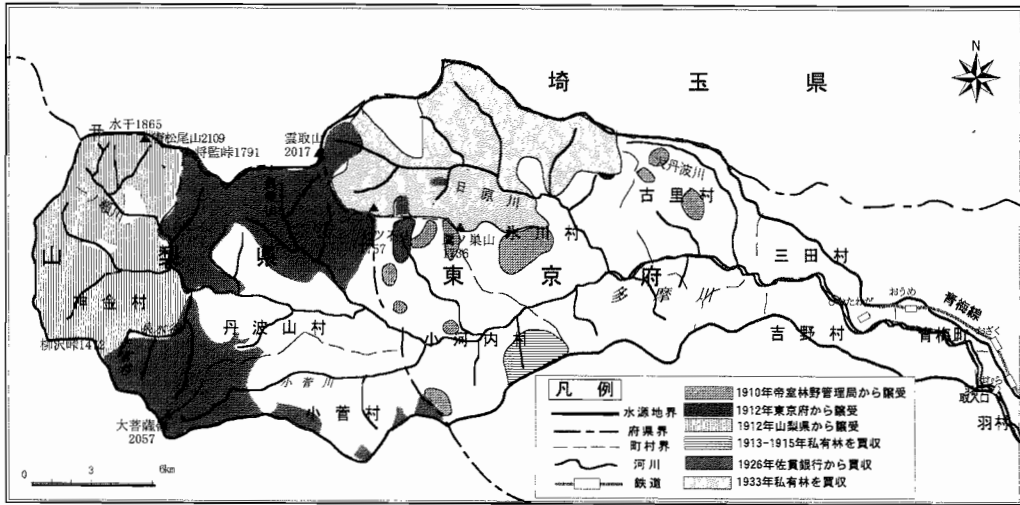 埼玉県
N
水干1865
唐松尾山2109
将監峠1791
雲取山
2017
日原川
大丹波川
古里村
氷川村
山梨県
東京府
三田村
神金村
多摩川
おうめ
青梅線
丹波山村
小河内村
吉野村
青梅町
柳沢峠1472
小菅川
小菅村
取入口
羽村
大菩薩
2057
0 3 6km
凡例
水源地界
府県界
町村界
河川
鉄道
1910年帝室林野管理局から譲受
1912年東京府から譲受
1912年山梨県から譲受
1913-1915年私有林を買収
1926年佐貫銀行から買収
1933年私有林を買収